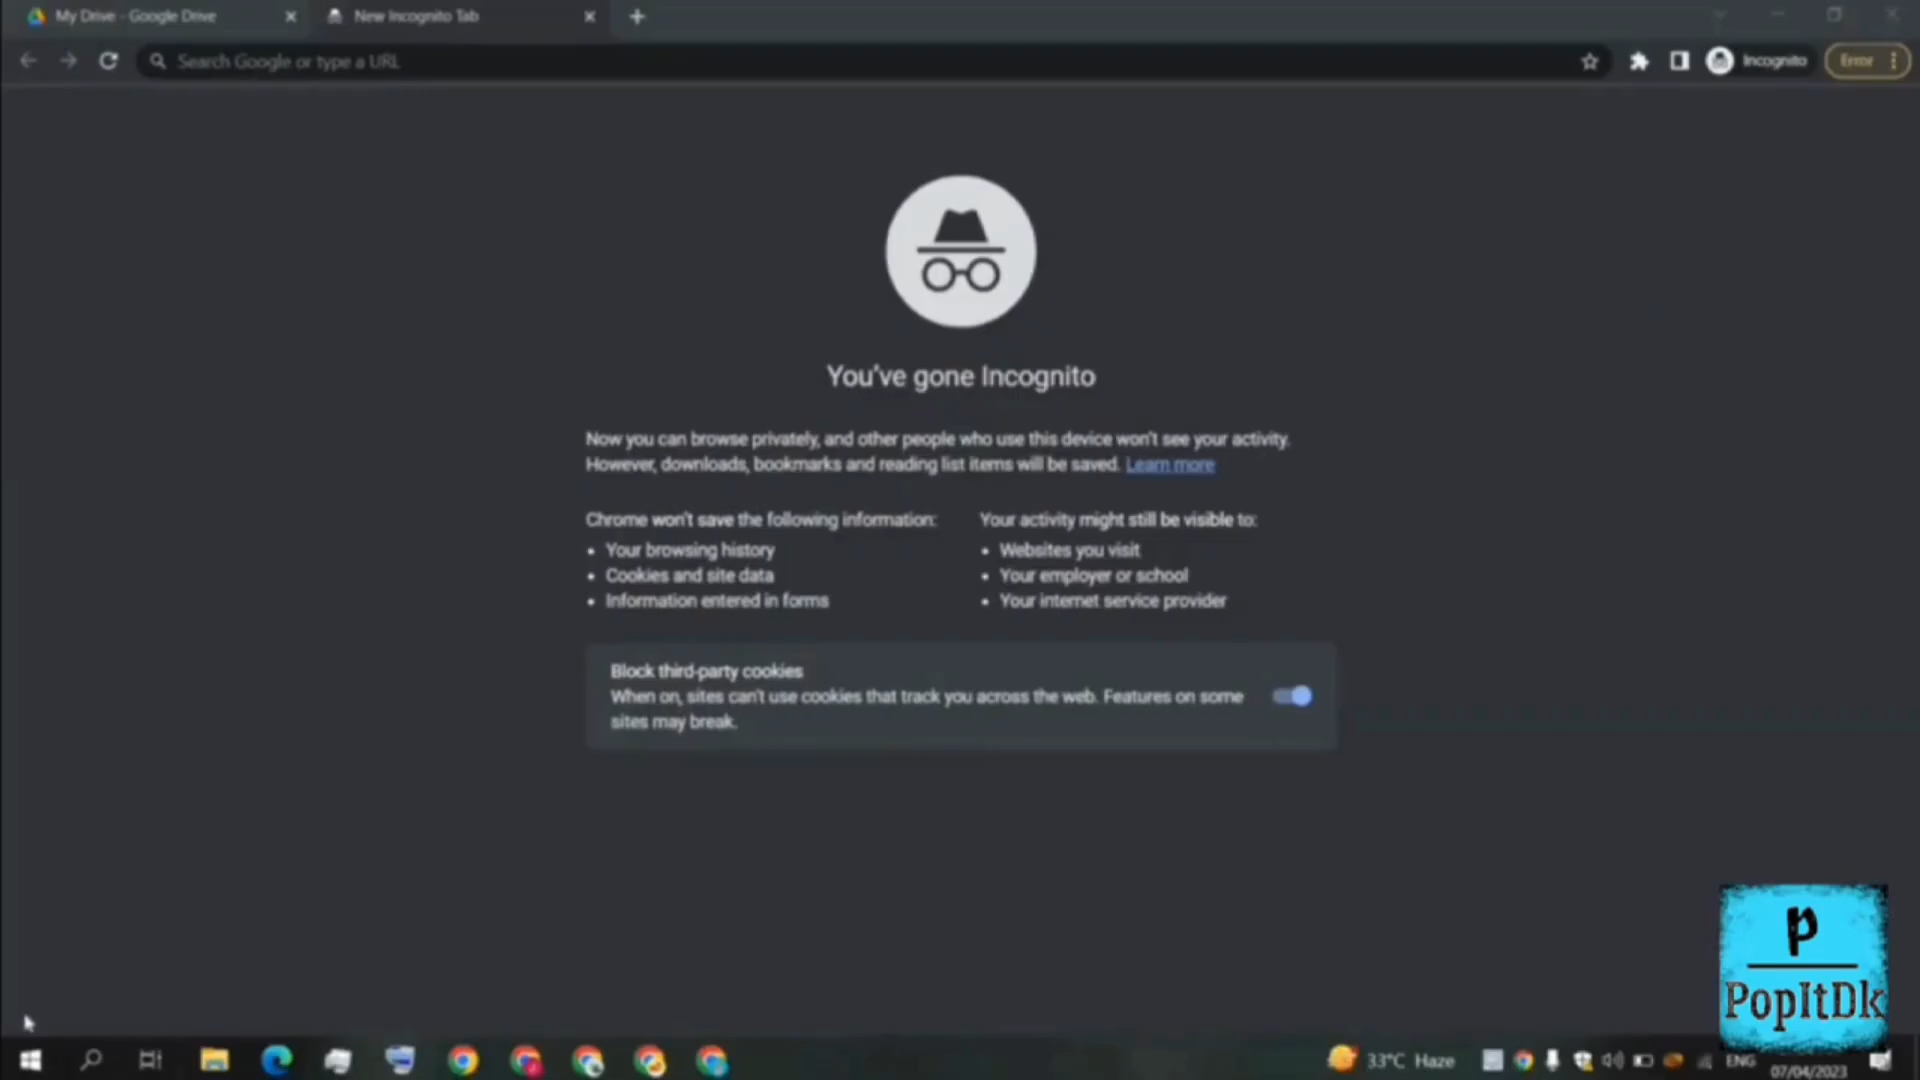 My Drive - Google Drive
New Incognito Tab
Search Google or type a URL
Incognito
Error
You've gone Incognito
Now you can browse privately, and other people who use this device won't see your activity.
However, downloads, bookmarks and reading list items will be saved. Learn more
Chrome won't save the following information:
Your browsing history
Cookies and site data
Information entered in forms
Your activity might still be visible to:
Websites you visit
Your employer or school
Your internet service provider
Block third-party cookies
When on, sites can't use cookies that track you across the web. Features on some
sites may break.
p
PopItDk
33°C Haze
ENG
07/04/2023